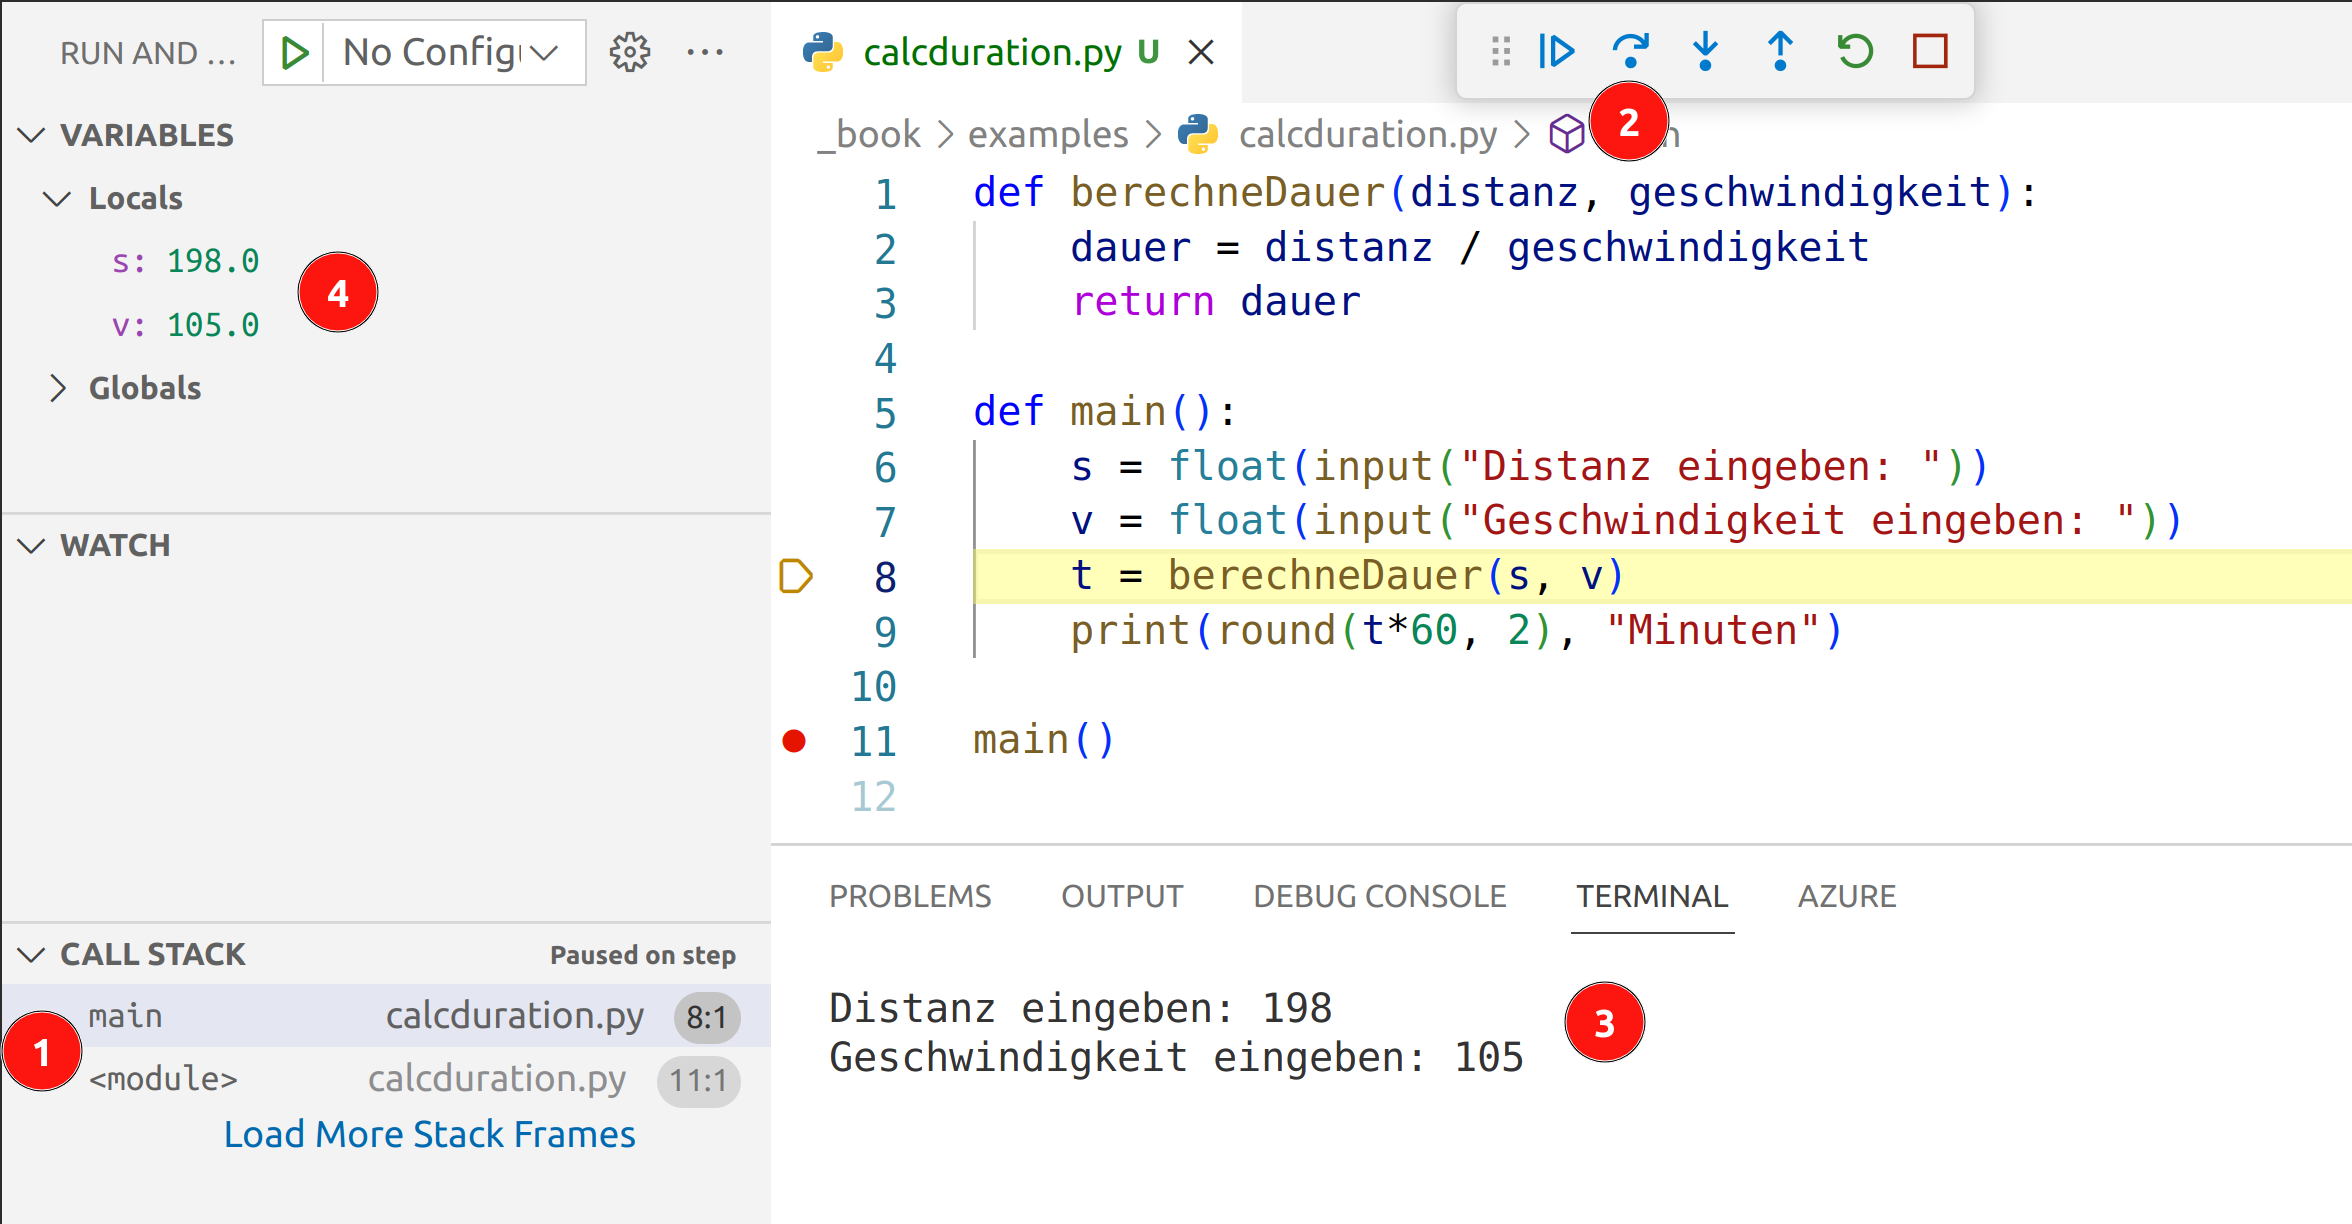 RUN AND ...
No Config
VARIABLES
Locals
s: 198.0
v: 105.0
4
Globals
WATCH
CALL STACK Paused on step
main calcduration.py 8:1
1
<module> calcduration.py 11:1
Load More Stack Frames
calcduration.py U
_book > examples > calcduration.py >
2
1 def berechneDauer(distanz, geschwindigkeit):
2 dauer = distanz / geschwindigkeit
3 return dauer
4
5 def main():
6 s = float(input("Distanz eingeben: "))
7 v = float(input("Geschwindigkeit eingeben: "))
8 t = berechneDauer(s, v)
9 print(round(t*60, 2), "Minuten")
10
11 main()
12
PROBLEMS OUTPUT DEBUG CONSOLE TERMINAL AZURE
Distanz eingeben: 198
3
Geschwindigkeit eingeben: 105